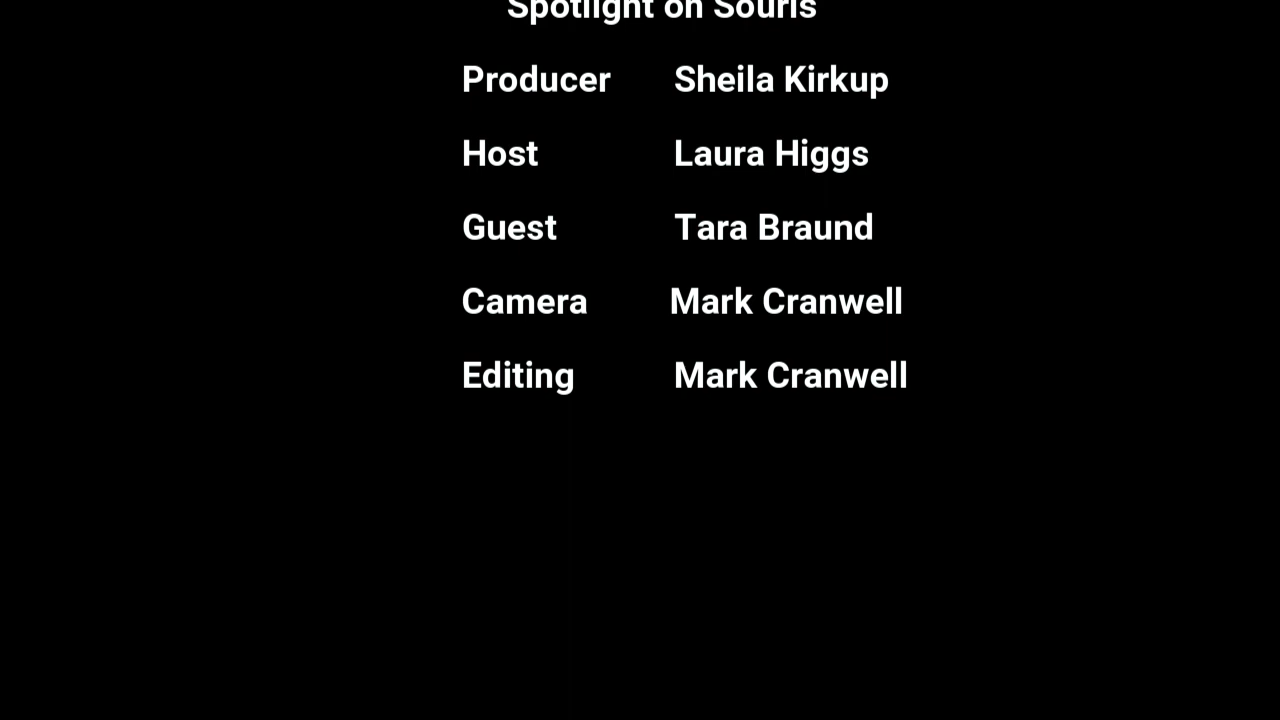 Spotlight on Souris
Producer Sheila Kirkup
Host Laura Higgs
Guest Tara Braund
Camera Mark Cranwell
Editing Mark Cranwell